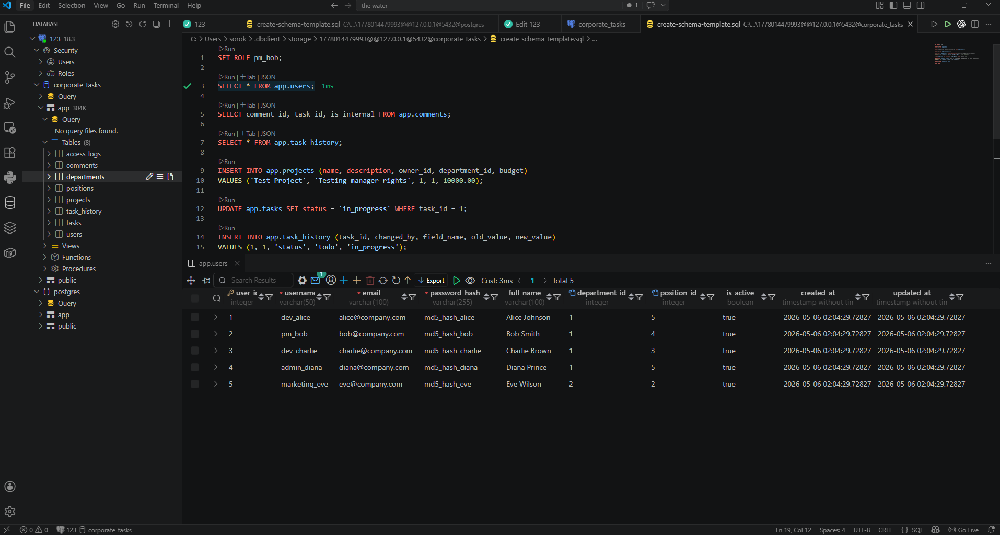 File Edit Selection View Go Run Terminal Help
the water
1
DATABASE
123
create-schema-template.sql C:\...\1778014479993@@127.0.0.1@5432@postgres
Edit 123
corporate_tasks
create-schema-template.sql C:\...\1778014479993@@127.0.0.1@5432@corporate_tasks
C: > Users > sorok > .dbclient > storage > 1778014479993@@127.0.0.1@5432@corporate_tasks > create-schema-template.sql > ...
123 18.3
Security
Users
Roles
corporate_tasks
Query
app 304K
Query
No query files found.
Tables (8)
access_logs
comments
departments
positions
projects
task_history
tasks
users
Views
Functions
Procedures
public
postgres
Query
app
public
Run
1 SET ROLE pm_bob;
2
Run | +Tab | JSON
3 SELECT * FROM app.users; 1ms
4
Run | +Tab | JSON
5 SELECT comment_id, task_id, is_internal FROM app.comments;
6
Run | +Tab | JSON
7 SELECT * FROM app.task_history;
8
Run
9 INSERT INTO app.projects (name, description, owner_id, department_id, budget)
10 VALUES ('Test Project', 'Testing manager rights', 1, 1, 10000.00);
11
Run
12 UPDATE app.tasks SET status = 'in_progress' WHERE task_id = 1;
13
Run
14 INSERT INTO app.task_history (task_id, changed_by, field_name, old_value, new_value)
15 VALUES (1, 1, 'status', 'todo', 'in_progress');
app.users
Search Results
1
Export
Cost: 3ms
1
Total 5
user_ic * username * email * password_hash full_name department_id position_id is_active created_at updated_at
integer varchar(50) varchar(100) varchar(255) varchar(100) integer integer boolean timestamp without tim timestamp without tim
1 dev_alice alice@company.com md5_hash_alice Alice Johnson 1 5 true 2026-05-06 02:04:29.72827 2026-05-06 02:04:29.72827
2 pm_bob bob@company.com md5_hash_bob Bob Smith 1 4 true 2026-05-06 02:04:29.72827 2026-05-06 02:04:29.72827
3 dev_charlie charlie@company.com md5_hash_charlie Charlie Brown 1 3 true 2026-05-06 02:04:29.72827 2026-05-06 02:04:29.72827
4 admin_diana diana@company.com md5_hash_diana Diana Prince 1 5 true 2026-05-06 02:04:29.72827 2026-05-06 02:04:29.72827
5 marketing_eve eve@company.com md5_hash_eve Eve Wilson 2 2 true 2026-05-06 02:04:29.72827 2026-05-06 02:04:29.72827
0 0 123 corporate_tasks
Ln 19, Col 12 Spaces: 4 UTF-8 CRLF { } SQL Go Live